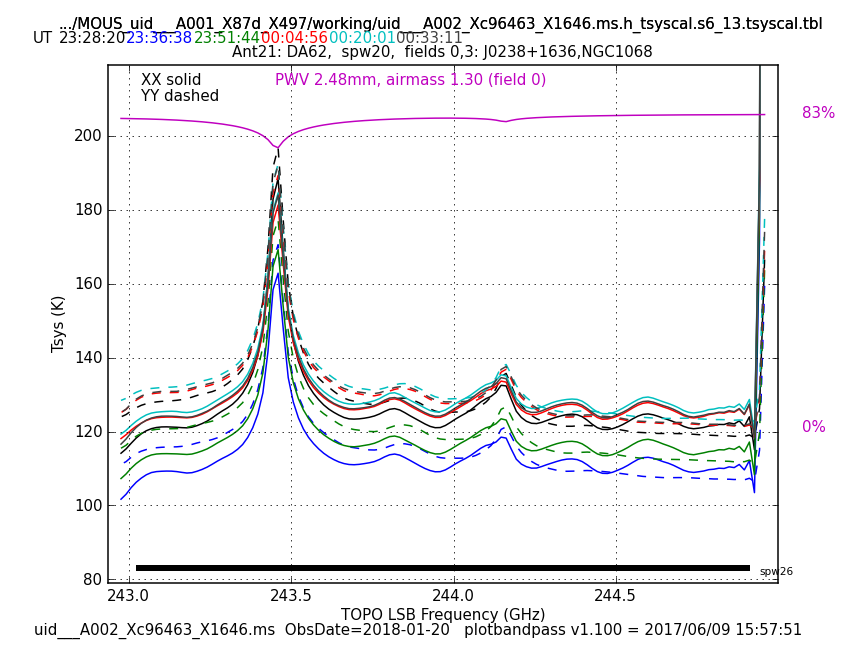 .../MOUS_uid___A001_X87d_X497/working/uid___A002_Xc96463_X1646.ms.h_tsyscal.s6_13.tsyscal.tbl
UT 23:28:20 23:36:38 23:51:44 00:04:56 00:20:01 00:33:11
Ant21: DA62, spw20, fields 0,3: J0238+1636,NGC1068
XX solid
PWV 2.48mm, airmass 1.30 (field 0)
YY dashed
83%
200
180
160
Tsys (K)
140
120
0%
100
80
spw26
243.0 243.5 244.0 244.5
TOPO LSB Frequency (GHz)
uid___A002_Xc96463_X1646.ms ObsDate=2018-01-20 plotbandpass v1.100 = 2017/06/09 15:57:51